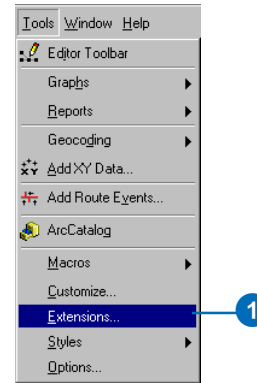 Tools Window Help
Editor Toolbar
Graphs
Reports
Geocoding
Add XY Data...
Add Route Events...
ArcCatalog
Macros
Customize...
Extensions...
1
Styles
Options...